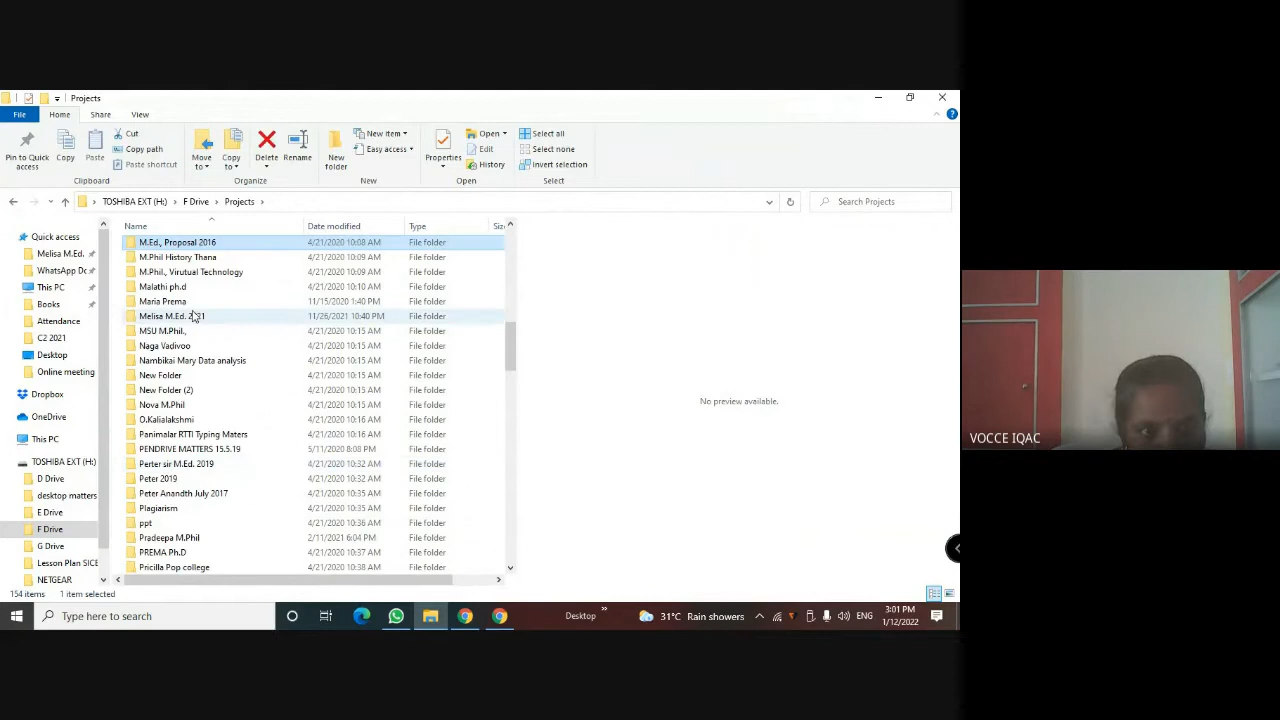 Projects
File Home Share View
Pin to Quick access
Copy
Paste
Cut
Copy path
Paste shortcut
Clipboard
Move to
Copy to
Delete
Rename
Organize
New folder
New item
Easy access
New
Properties
Open
Edit
History
Open
Select all
Select none
Invert selection
Select
TOSHIBA EXT (H:) F Drive Projects
Search Projects
Quick access
Melisa M.Ed.
WhatsApp Dc
This PC
Books
Attendance
C2 2021
Desktop
Online meeting
Dropbox
OneDrive
This PC
TOSHIBA EXT (H:)
D Drive
desktop matters
E Drive
F Drive
G Drive
Lesson Plan SICE
NETGEAR
Name Date modified Type Siz
M.Ed., Proposal 2016 4/21/2020 10:08 AM File folder
M.Phil History Thana 4/21/2020 10:09 AM File folder
M.Phil., Virutual Technology 4/21/2020 10:09 AM File folder
Malathi ph.d 4/21/2020 10:10 AM File folder
Maria Prema 11/15/2020 1:40 PM File folder
Melisa M.Ed. 11/26/2021 10:40 PM File folder
MSU M.Phil., 4/21/2020 10:15 AM File folder
Naga Vadivoo 4/21/2020 10:15 AM File folder
Nambikai Mary Data analysis 4/21/2020 10:15 AM File folder
New Folder 4/21/2020 10:15 AM File folder
New Folder (2) 4/21/2020 10:15 AM File folder
Nova M.Phil 4/21/2020 10:15 AM File folder
O.Kalialakshmi 4/21/2020 10:16 AM File folder
Panimalar RTTI Typing Maters 4/21/2020 10:16 AM File folder
PENDRIVE MATTERS 15.5.19 5/11/2020 8:08 PM File folder
Perter sir M.Ed. 2019 4/21/2020 10:32 AM File folder
Peter 2019 4/21/2020 10:32 AM File folder
Peter Anandth July 2017 4/21/2020 10:35 AM File folder
Plagiarism 4/21/2020 10:35 AM File folder
ppt 4/21/2020 10:36 AM File folder
Pradeepa M.Phil 2/11/2021 6:04 PM File folder
PREMA Ph.D 4/21/2020 10:37 AM File folder
Pricilla Pop college 4/21/2020 10:38 AM File folder
No preview available.
154 items 1 item selected
Type here to search
Desktop
31°C Rain showers
ENG
3:01 PM
1/12/2022
VOCCE IQAC